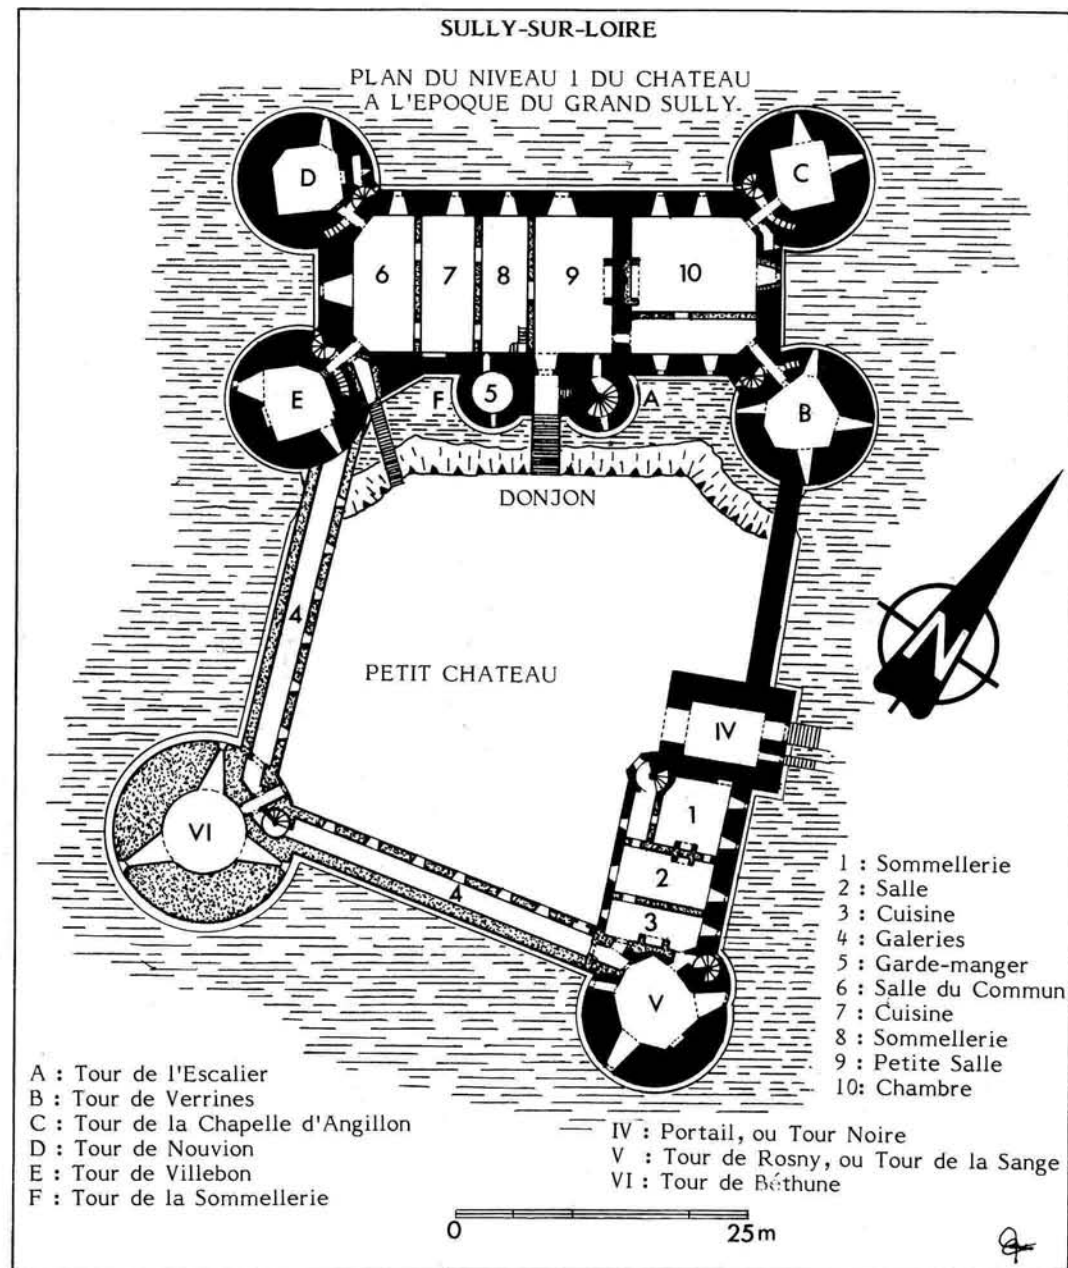 SULLY-SUR-LOIRE
PLAN DU NIVEAU 1 DU CHATEAU
A L'EPOQUE DU GRAND SULLY.
D
C
6
7
8
9
10
E
F
5
A
B
DONJON
4
N
PETIT CHATEAU
IV
VI
1
2
3
4
V
1 : Sommellerie
2 : Salle
3 : Cuisine
4 : Galeries
5 : Garde-manger
6 : Salle du Commun
7 : Cuisine
8 : Sommellerie
9 : Petite Salle
10: Chambre
A : Tour de l'Escalier
B : Tour de Verrines
C : Tour de la Chapelle d'Angillon
D : Tour de Nouvion
E : Tour de Villebon
F : Tour de la Sommellerie
IV : Portail, ou Tour Noire
V : Tour de Rosny, ou Tour de la Sange
VI : Tour de Béthune
0 25m